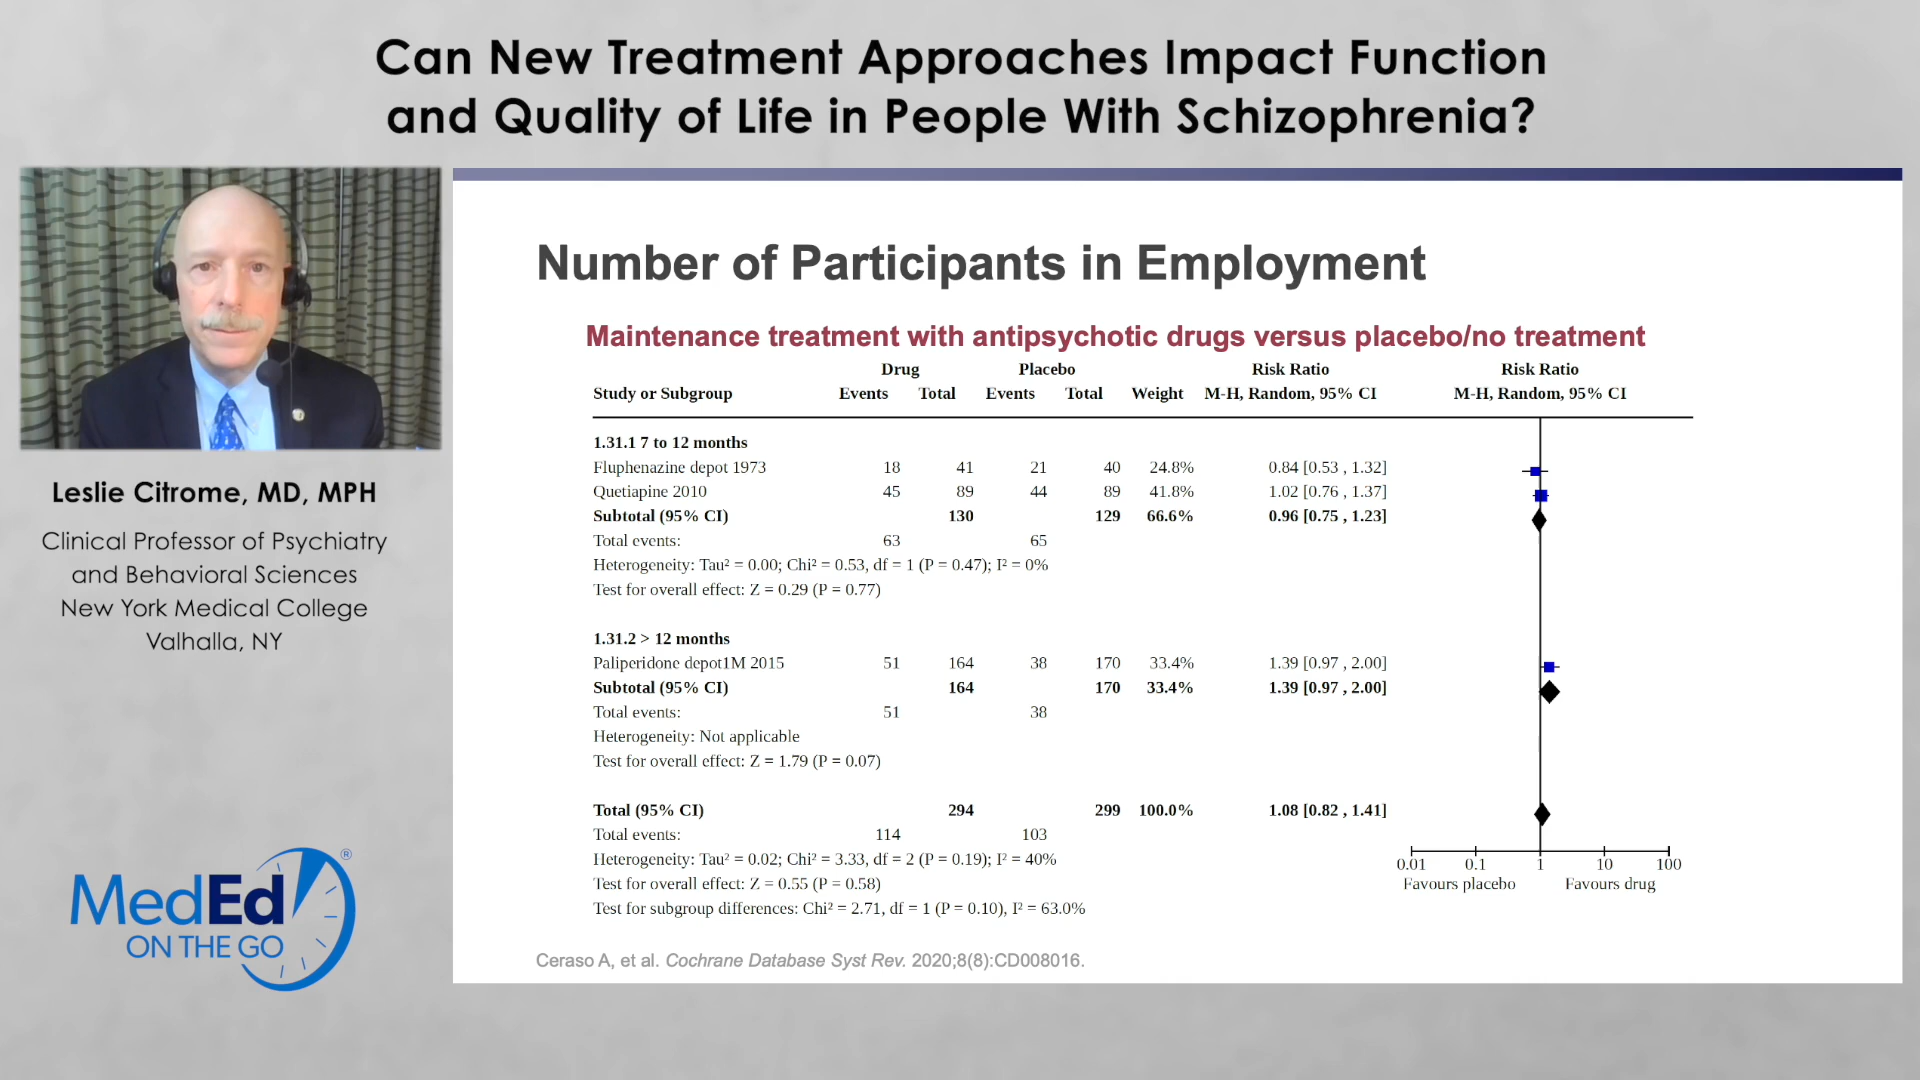 Can New Treatment Approaches Impact Function
and Quality of Life in People With Schizophrenia?
Leslie Citrome, MD, MPH
Clinical Professor of Psychiatry
and Behavioral Sciences
New York Medical College
Valhalla, NY
MedEd®
ON THE GO
Number of Participants in Employment
Maintenance treatment with antipsychotic drugs versus placebo/no treatment
Drug Placebo Risk Ratio Risk Ratio
Study or Subgroup Events Total Events Total Weight M-H, Random, 95% CI M-H, Random, 95% CI
1.31.1 7 to 12 months
Fluphenazine depot 1973 18 41 21 40 24.8% 0.84 [0.53 , 1.32]
Quetiapine 2010 45 89 44 89 41.8% 1.02 [0.76 , 1.37]
Subtotal (95% CI) 130 129 66.6% 0.96 [0.75 , 1.23]
Total events: 63 65
Heterogeneity: Tau² = 0.00; Chi² = 0.53, df = 1 (P = 0.47); I² = 0%
Test for overall effect: Z = 0.29 (P = 0.77)
1.31.2 > 12 months
Paliperidone depot1M 2015 51 164 38 170 33.4% 1.39 [0.97 , 2.00]
Subtotal (95% CI) 164 170 33.4% 1.39 [0.97 , 2.00]
Total events: 51 38
Heterogeneity: Not applicable
Test for overall effect: Z = 1.79 (P = 0.07)
Total (95% CI) 294 299 100.0% 1.08 [0.82 , 1.41]
Total events: 114 103
Heterogeneity: Tau² = 0.02; Chi² = 3.33, df = 2 (P = 0.19); I² = 40%
Test for overall effect: Z = 0.55 (P = 0.58)
Test for subgroup differences: Chi² = 2.71, df = 1 (P = 0.10), I² = 63.0%
0.01 0.1 1 10 100
Favours placebo Favours drug
Ceraso A, et al. Cochrane Database Syst Rev. 2020;8(8):CD008016.